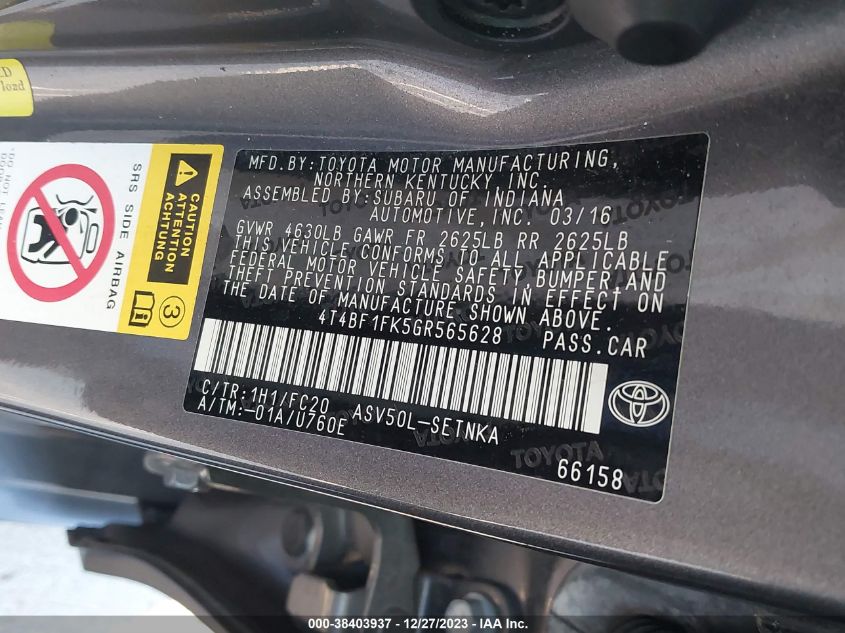 ED
load
CAUTION
ATTENTION
ACHTUNG
SRS SIDE AIRBAG
3
MFD. BY: TOYOTA MOTOR MANUFACTURING,
NORTHERN KENTUCKY INC.
ASSEMBLED BY: SUBARU OF INDIANA
AUTOMOTIVE, INC. 03/16
GVWR 4630LB GAWR FR 2625LB RR 2625LB
THIS VEHICLE CONFORMS TO ALL APPLICABLE
FEDERAL MOTOR VEHICLE SAFETY, BUMPER, AND
THEFT PREVENTION STANDARDS IN EFFECT ON
THE DATE OF MANUFACTURE SHOWN ABOVE.
4T4BF1FK5GR565628 PASS.CAR
C/TR:1H1/FC20 ASV50L-SETNKA
A/TM:-01A/U760E
TOYOTA
66158
000-38403937 - 12/27/2023 - IAA Inc.